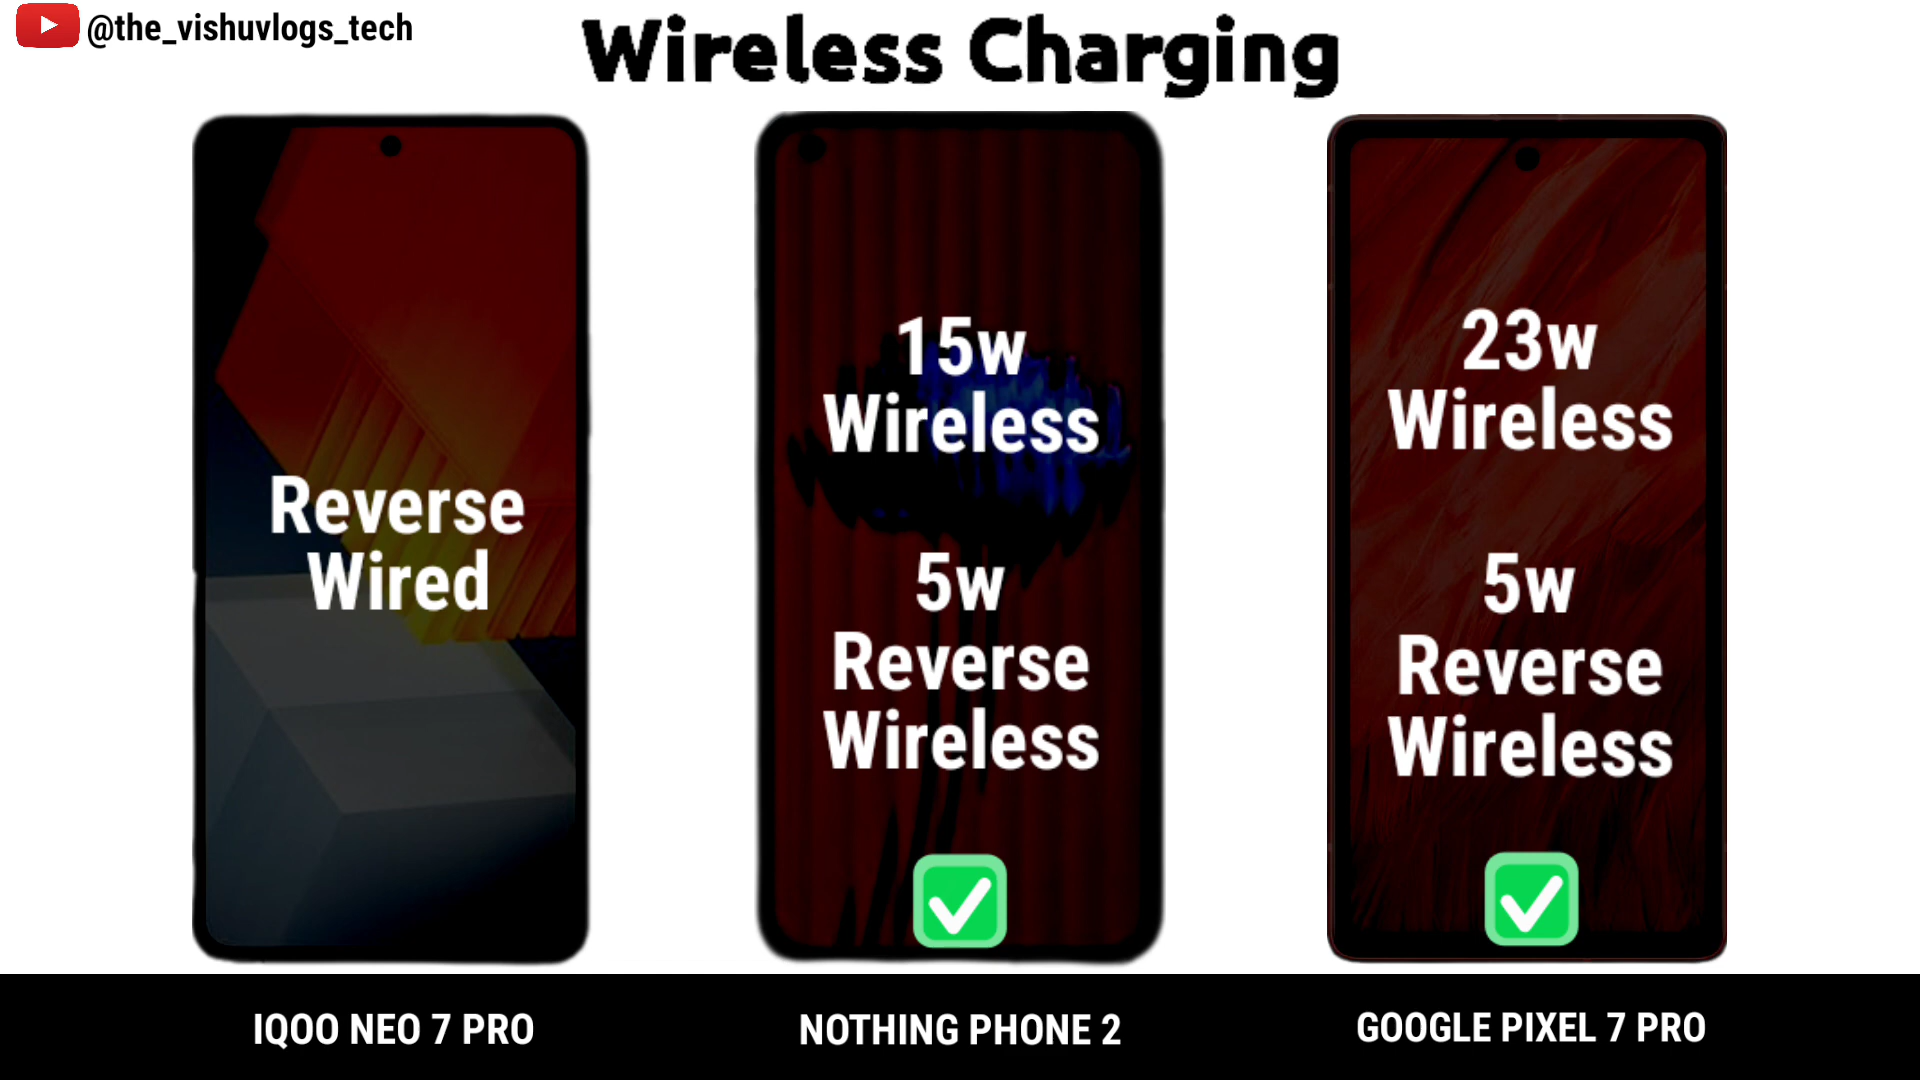 @the_vishuvlogs_tech
Wireless Charging
Reverse
Wired
15w
Wireless
5w
Reverse
Wireless
23w
Wireless
5w
Reverse
Wireless
IQOO NEO 7 PRO
NOTHING PHONE 2
GOOGLE PIXEL 7 PRO